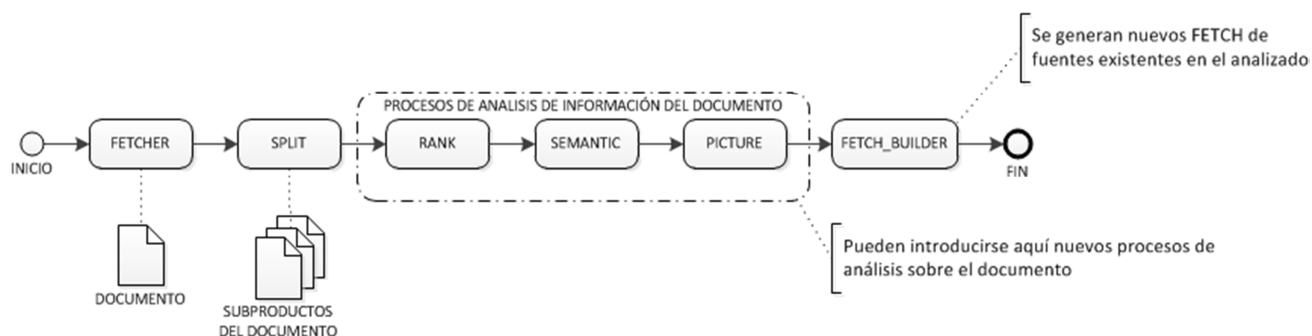 Se generan nuevos FETCH de
fuentes existentes en el analizado
PROCESOS DE ANALISIS DE INFORMACIÓN DEL DOCUMENTO
INICIO
FETCHER
SPLIT
RANK
SEMANTIC
PICTURE
FETCH_BUILDER
FIN
DOCUMENTO
SUBPRODUCTOS
DEL DOCUMENTO
Pueden introducirse aquí nuevos procesos de
análisis sobre el documento